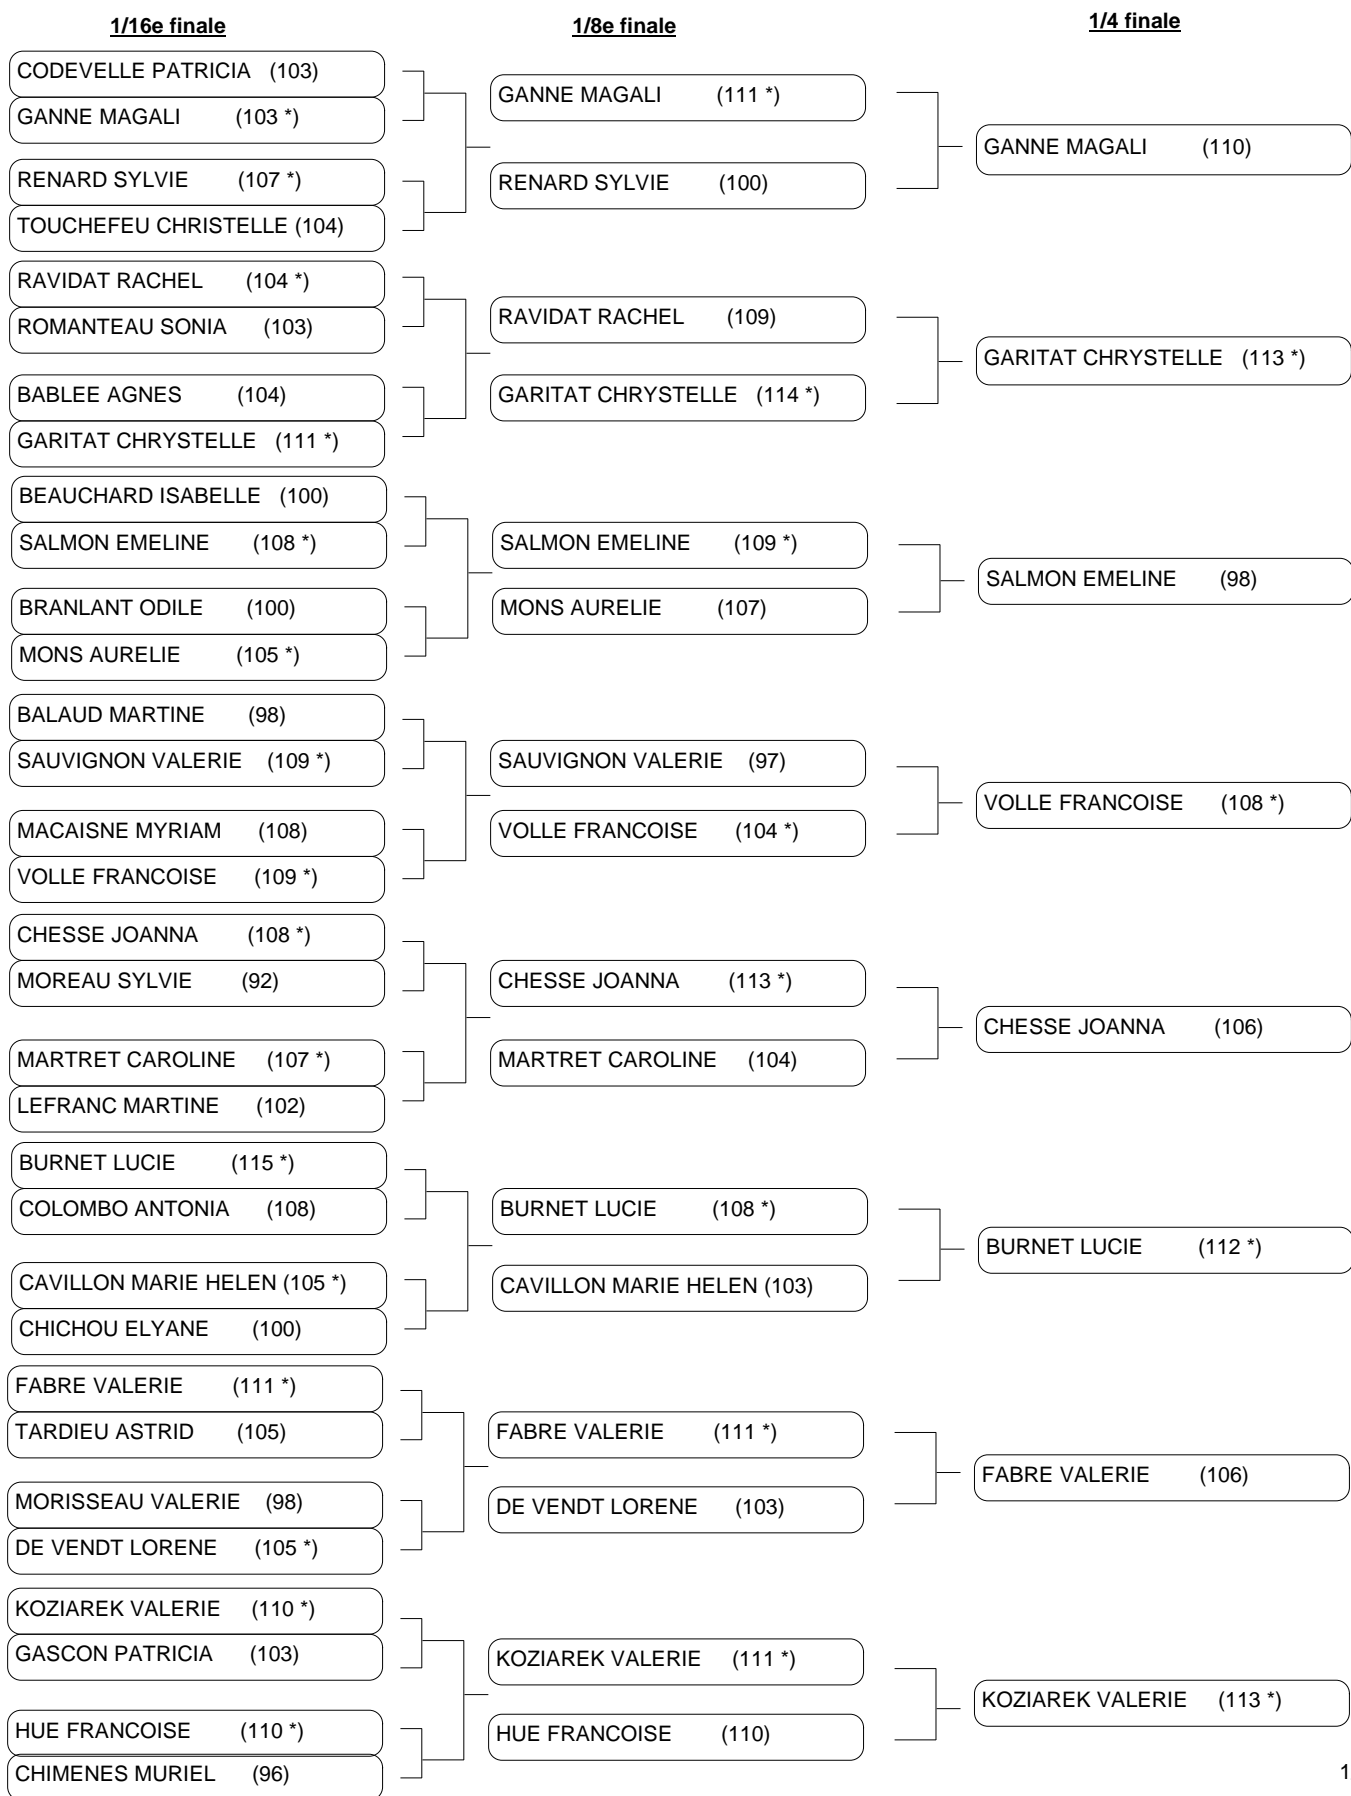 1/16e finale
CODEVELLE PATRICIA (103)
GANNE MAGALI (103 *)
RENARD SYLVIE (107 *)
TOUCHEFEU CHRISTELLE (104)
RAVIDAT RACHEL (104 *)
ROMANTEAU SONIA (103)
BABLEE AGNES (104)
GARITAT CHRYSTELLE (111 *)
BEAUCHARD ISABELLE (100)
SALMON EMELINE (108 *)
BRANLANT ODILE (100)
MONS AURELIE (105 *)
BALAUD MARTINE (98)
SAUVIGNON VALERIE (109 *)
MACAISNE MYRIAM (108)
VOLLE FRANCOISE (109 *)
CHESSE JOANNA (108 *)
MOREAU SYLVIE (92)
MARTRET CAROLINE (107 *)
LEFRANC MARTINE (102)
BURNET LUCIE (115 *)
COLOMBO ANTONIA (108)
CAVILLON MARIE HELEN (105 *)
CHICHOU ELYANE (100)
FABRE VALERIE (111 *)
TARDIEU ASTRID (105)
MORISSEAU VALERIE (98)
DE VENDT LORENE (105 *)
KOZIAREK VALERIE (110 *)
GASCON PATRICIA (103)
HUE FRANCOISE (110 *)
CHIMENES MURIEL (96)
1/8e finale
GANNE MAGALI (111 *)
RENARD SYLVIE (100)
RAVIDAT RACHEL (109)
GARITAT CHRYSTELLE (114 *)
SALMON EMELINE (109 *)
MONS AURELIE (107)
SAUVIGNON VALERIE (97)
VOLLE FRANCOISE (104 *)
CHESSE JOANNA (113 *)
MARTRET CAROLINE (104)
BURNET LUCIE (108 *)
CAVILLON MARIE HELEN (103)
FABRE VALERIE (111 *)
DE VENDT LORENE (103)
KOZIAREK VALERIE (111 *)
HUE FRANCOISE (110)
1/4 finale
GANNE MAGALI (110)
GARITAT CHRYSTELLE (113 *)
SALMON EMELINE (98)
VOLLE FRANCOISE (108 *)
CHESSE JOANNA (106)
BURNET LUCIE (112 *)
FABRE VALERIE (106)
KOZIAREK VALERIE (113 *)
1